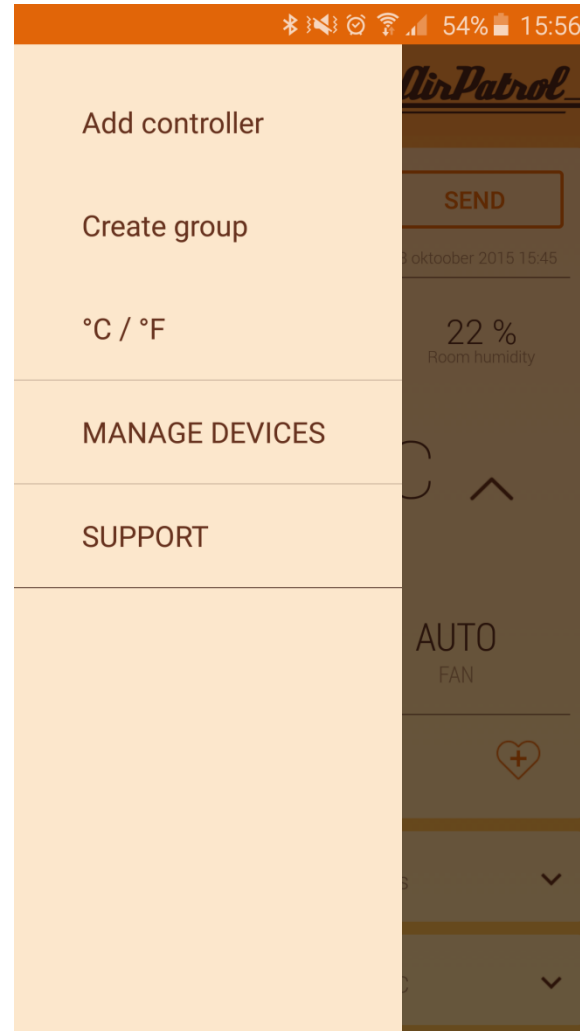 54% 15:56
AirPatrol
Add controller
SEND
Create group
oktoober 2015 15:45
°C / °F
22 %
Room humidity
MANAGE DEVICES
C
SUPPORT
AUTO
FAN
s
C